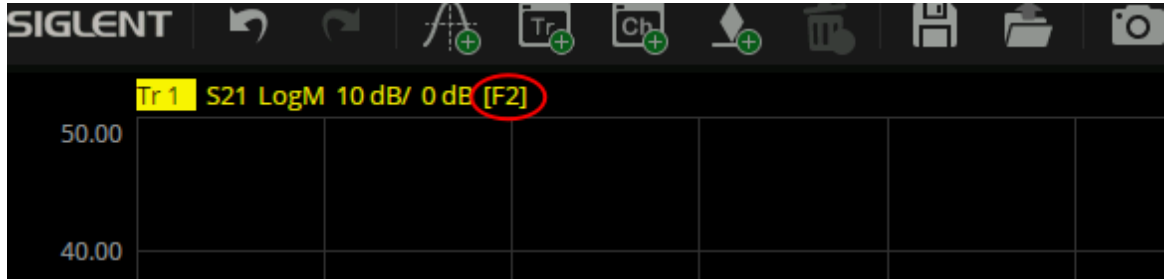 SIGLENT Tr Ch
Tr 1 S21 LogM 10 dB/ 0 dB [F2]
50.00
40.00